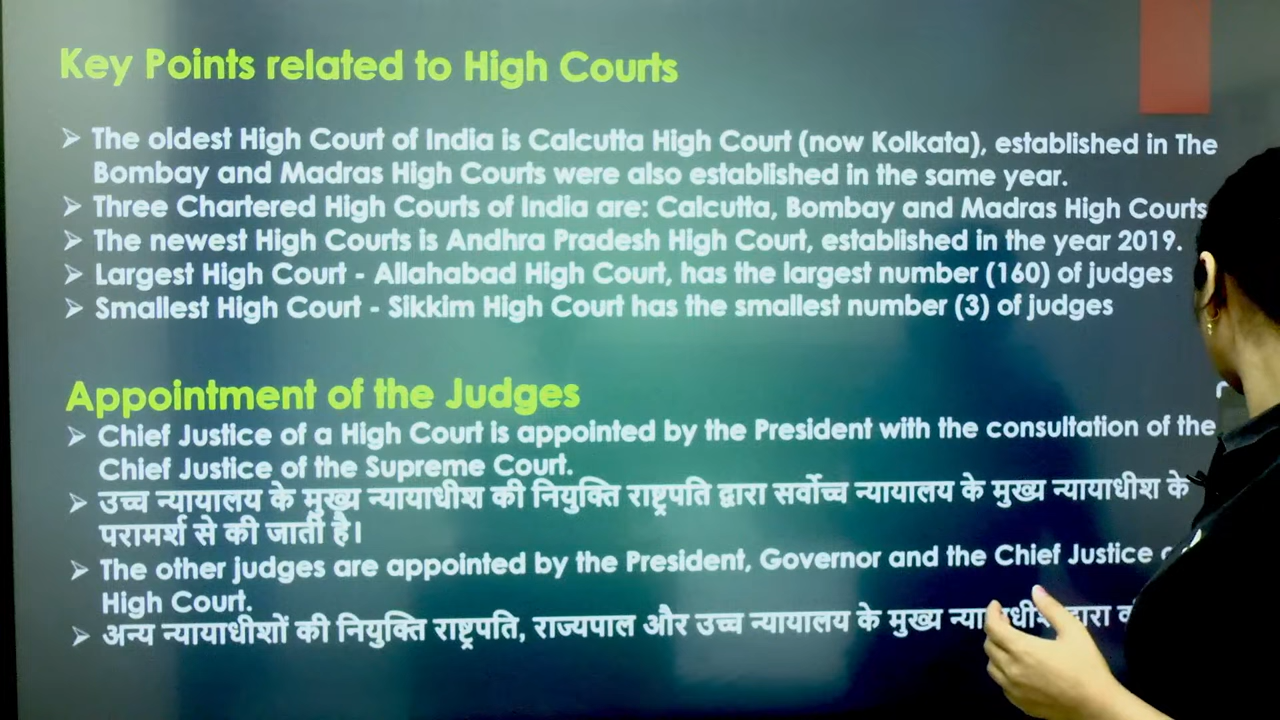 Key Points related to High Courts
➤ The oldest High Court of India is Calcutta High Court (now Kolkata), established in The
Bombay and Madras High Courts were also established in the same year.
➤ Three Chartered High Courts of India are: Calcutta, Bombay and Madras High Courts
➤ The newest High Courts is Andhra Pradesh High Court, established in the year 2019.
➤ Largest High Court - Allahabad High Court, has the largest number (160) of judges
➤ Smallest High Court - Sikkim High Court has the smallest number (3) of judges
Appointment of the Judges
➤ Chief Justice of a High Court is appointed by the President with the consultation of the
Chief Justice of the Supreme Court.
➤ उच्च न्यायालय के मुख्य न्यायाधीश की नियुक्ति राष्ट्रपति द्वारा सर्वोच्च न्यायालय के मुख्य न्यायाधीश के
परामर्श से की जाती है।
➤ The other judges are appointed by the President, Governor and the Chief Justice
High Court.
➤ अन्य न्यायाधीशों की नियुक्ति राष्ट्रपति, राज्यपाल और उच्च न्यायालय के मुख्य